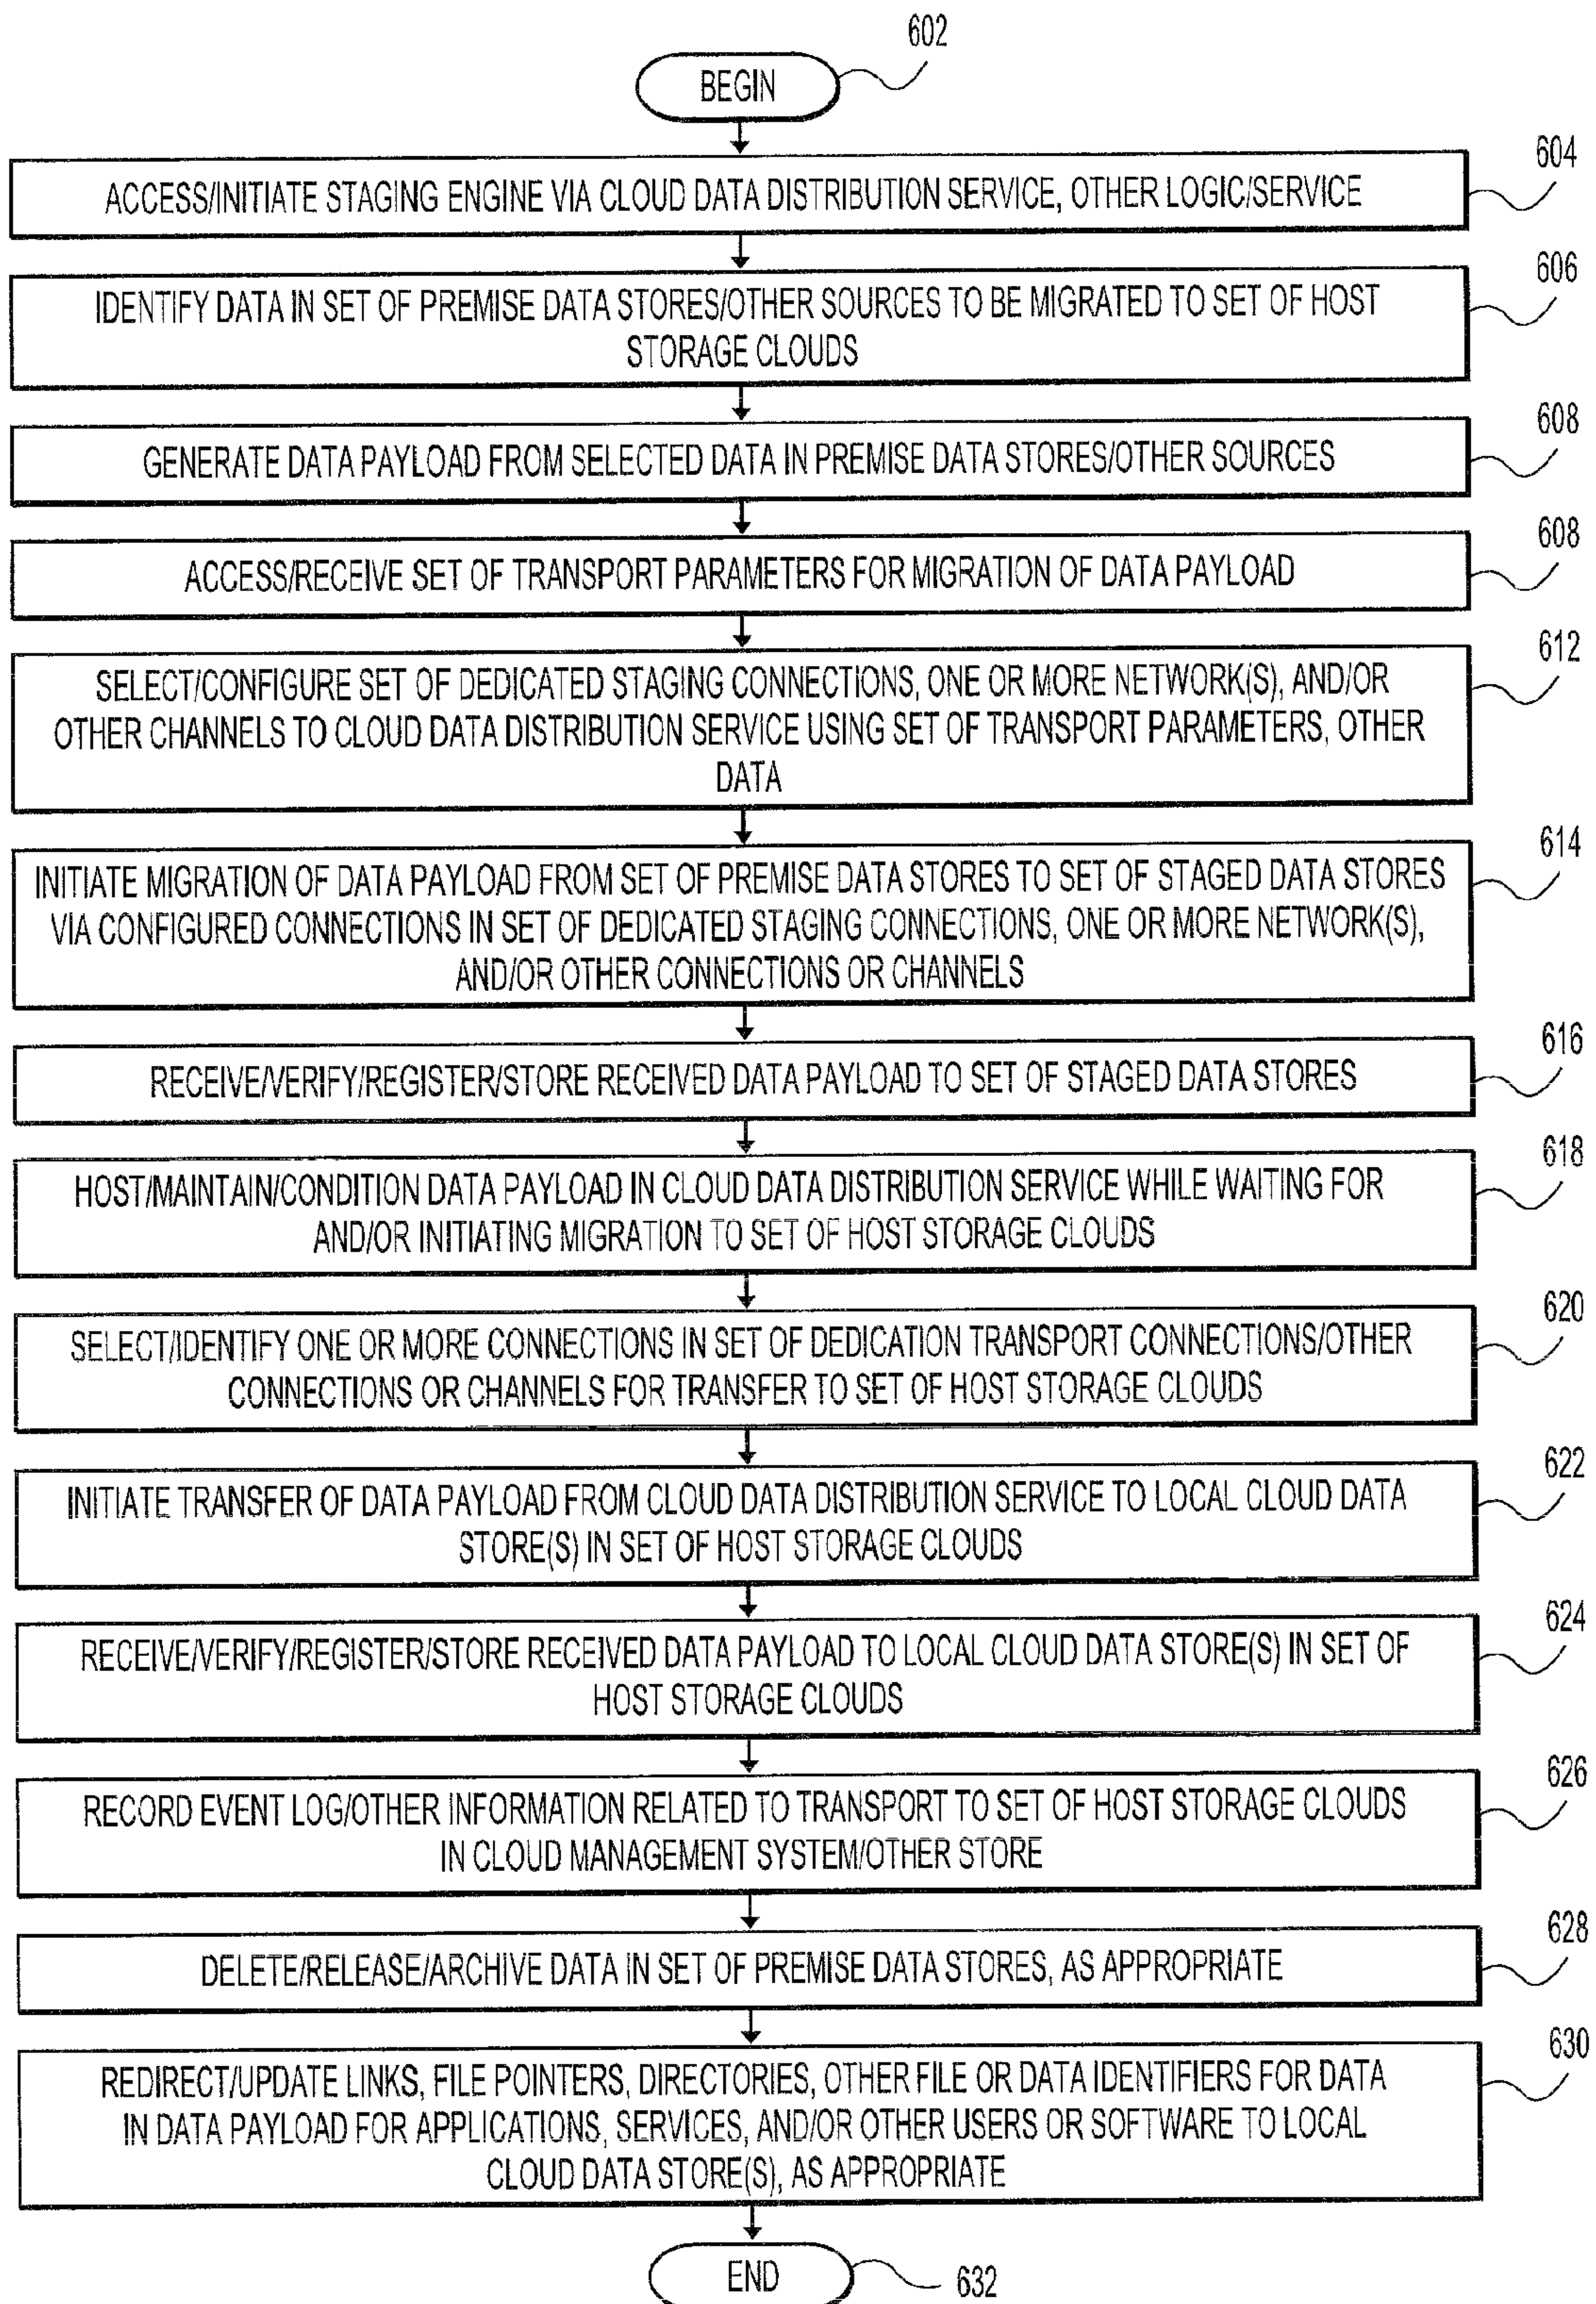 602
BEGIN
604
ACCESS/INITIATE STAGING ENGINE VIA CLOUD DATA DISTRIBUTION SERVICE, OTHER LOGIC/SERVICE
606
IDENTIFY DATA IN SET OF PREMISE DATA STORES/OTHER SOURCES TO BE MIGRATED TO SET OF HOST
STORAGE CLOUDS
608
GENERATE DATA PAYLOAD FROM SELECTED DATA IN PREMISE DATA STORES/OTHER SOURCES
608
ACCESS/RECEIVE SET OF TRANSPORT PARAMETERS FOR MIGRATION OF DATA PAYLOAD
612
SELECT/CONFIGURE SET OF DEDICATED STAGING CONNECTIONS, ONE OR MORE NETWORK(S), AND/OR
OTHER CHANNELS TO CLOUD DATA DISTRIBUTION SERVICE USING SET OF TRANSPORT PARAMETERS, OTHER
DATA
614
INITIATE MIGRATION OF DATA PAYLOAD FROM SET OF PREMISE DATA STORES TO SET OF STAGED DATA STORES
VIA CONFIGURED CONNECTIONS IN SET OF DEDICATED STAGING CONNECTIONS, ONE OR MORE NETWORK(S),
AND/OR OTHER CONNECTIONS OR CHANNELS
616
RECEIVE/VERIFY/REGISTER/STORE RECEIVED DATA PAYLOAD TO SET OF STAGED DATA STORES
618
HOST/MAINTAIN/CONDITION DATA PAYLOAD IN CLOUD DATA DISTRIBUTION SERVICE WHILE WAITING FOR
AND/OR INITIATING MIGRATION TO SET OF HOST STORAGE CLOUDS
620
SELECT/IDENTIFY ONE OR MORE CONNECTIONS IN SET OF DEDICATION TRANSPORT CONNECTIONS/OTHER
CONNECTIONS OR CHANNELS FOR TRANSFER TO SET OF HOST STORAGE CLOUDS
622
INITIATE TRANSFER OF DATA PAYLOAD FROM CLOUD DATA DISTRIBUTION SERVICE TO LOCAL CLOUD DATA
STORE(S) IN SET OF HOST STORAGE CLOUDS
624
RECEIVE/VERIFY/REGISTER/STORE RECEIVED DATA PAYLOAD TO LOCAL CLOUD DATA STORE(S) IN SET OF
HOST STORAGE CLOUDS
626
RECORD EVENT LOG/OTHER INFORMATION RELATED TO TRANSPORT TO SET OF HOST STORAGE CLOUDS
IN CLOUD MANAGEMENT SYSTEM/OTHER STORE
628
DELETE/RELEASE/ARCHIVE DATA IN SET OF PREMISE DATA STORES, AS APPROPRIATE
630
REDIRECT/UPDATE LINKS, FILE POINTERS, DIRECTORIES, OTHER FILE OR DATA IDENTIFIERS FOR DATA
IN DATA PAYLOAD FOR APPLICATIONS, SERVICES, AND/OR OTHER USERS OR SOFTWARE TO LOCAL
CLOUD DATA STORE(S), AS APPROPRIATE
END
632